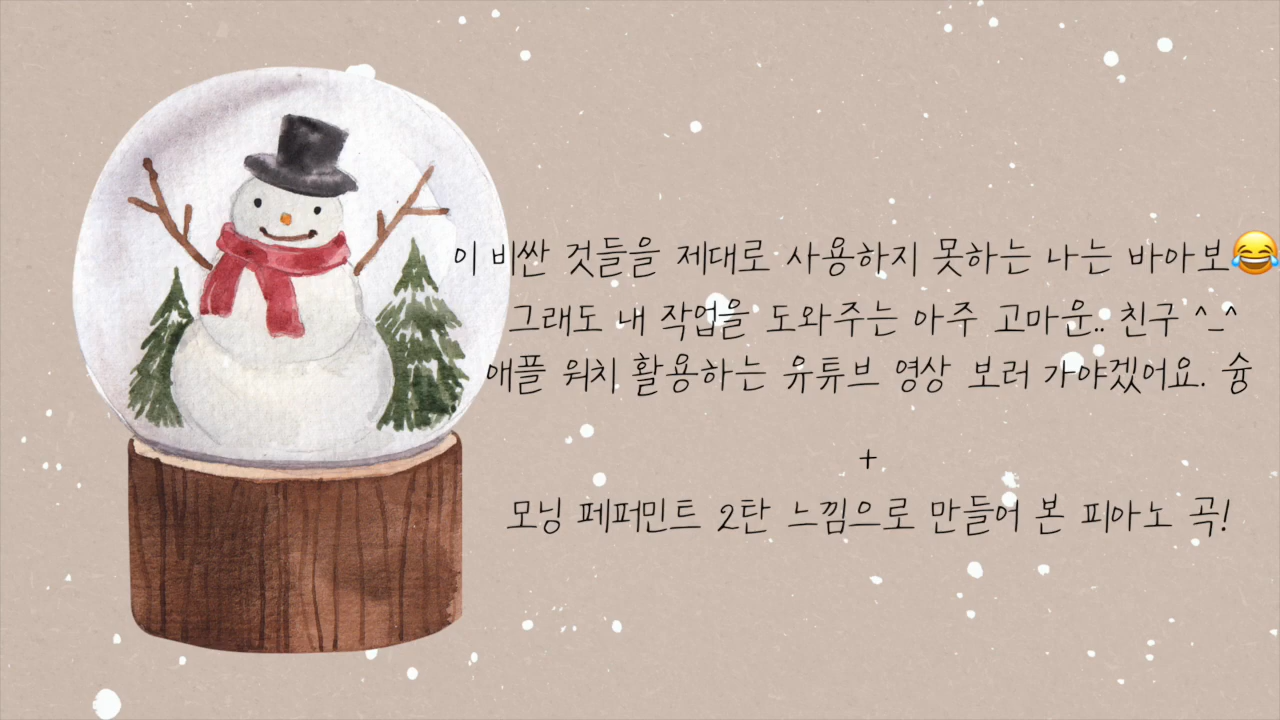 이 비싼 것들을 제대로 사용하지 못하는 나는 바아보😂
그래도 내 작업을 도와주는 아주 고마운.. 친구 ^_^
애플 워치 활용하는 유튜브 영상 보러 가야겠어요. 슝
+
모닝 페퍼민트 2탄 느낌으로 만들어 본 피아노 곡!